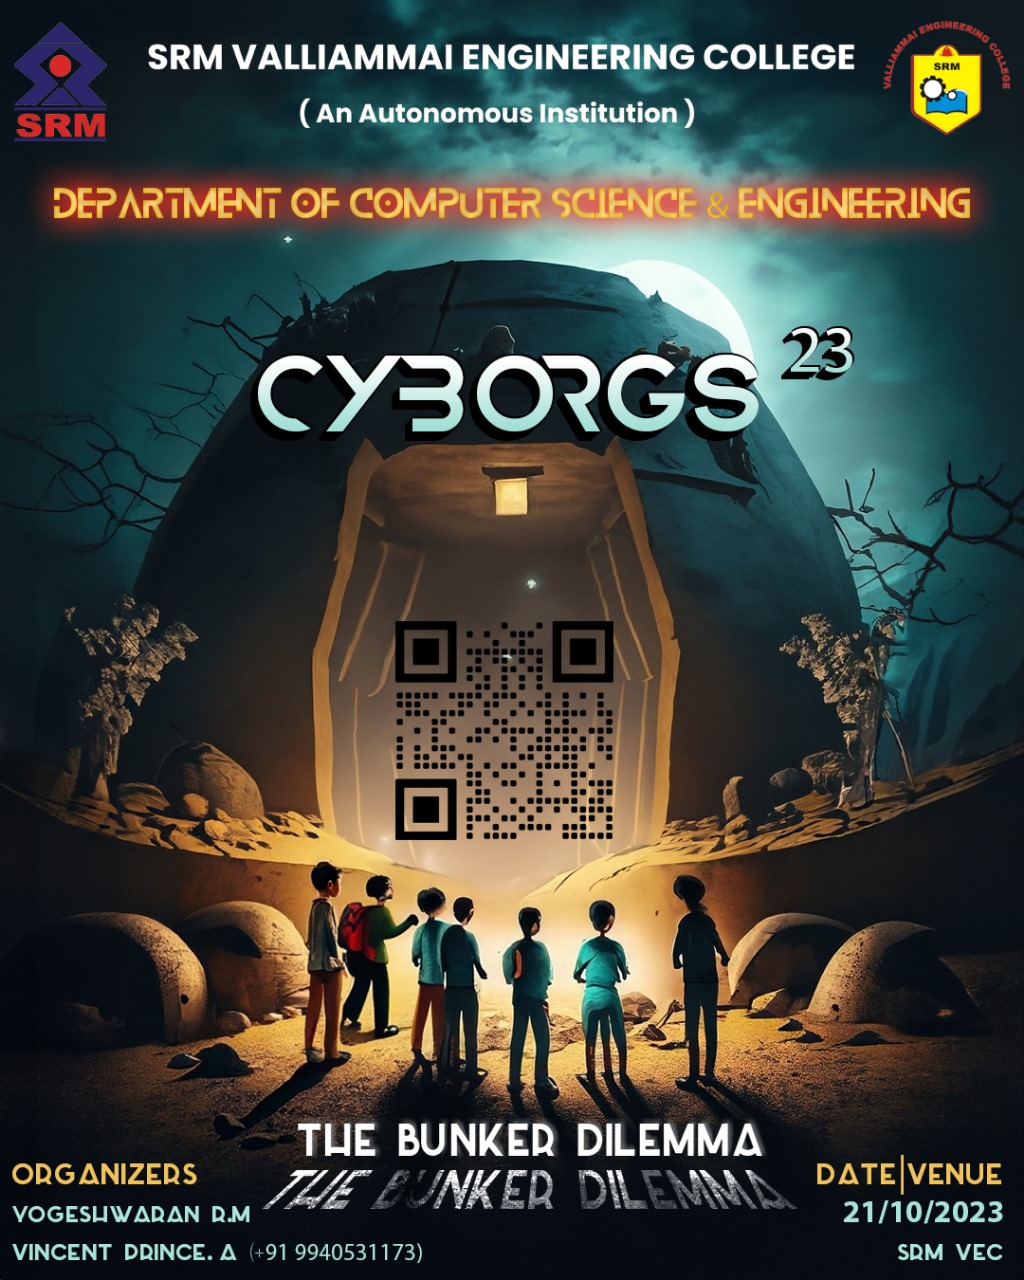 SRM VALLIAMMAI ENGINEERING COLLEGE
( An Autonomous Institution )
SRM
VALLIAMMAI ENGINEERING COLLEGE
SRM
DEPARTMENT OF COMPUTER SCIENCE & ENGINEERING
CYBORGS 23
THE BUNKER DILEMMA
THE BUNKER DILEMMA
ORGANIZERS
YOGESHWARAN R.M
VINCENT PRINCE. A (+91 9940531173)
DATE|VENUE
21/10/2023
SRM VEC